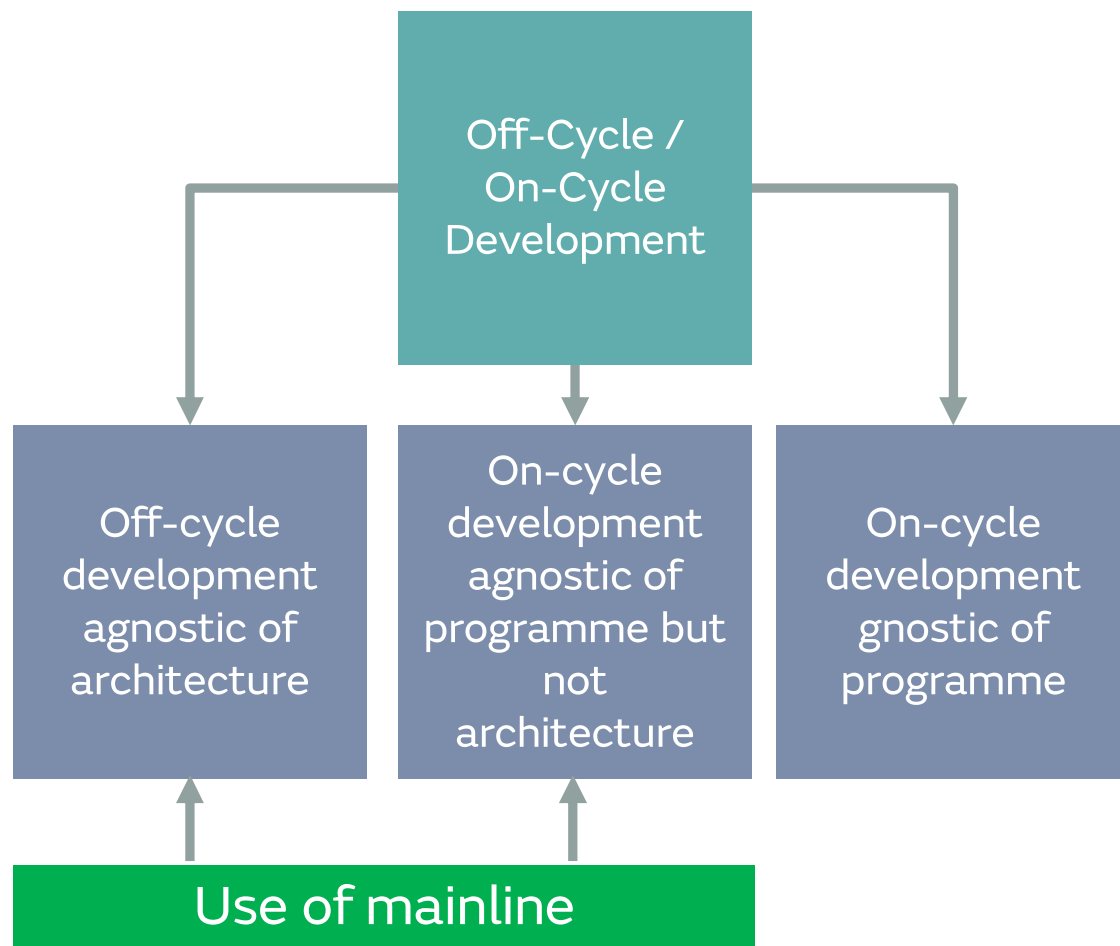 Off-Cycle /
On-Cycle
Development
Off-cycle
development
agnostic of
architecture
On-cycle
development
agnostic of
programme but
not
architecture
On-cycle
development
gnostic of
programme
Use of mainline